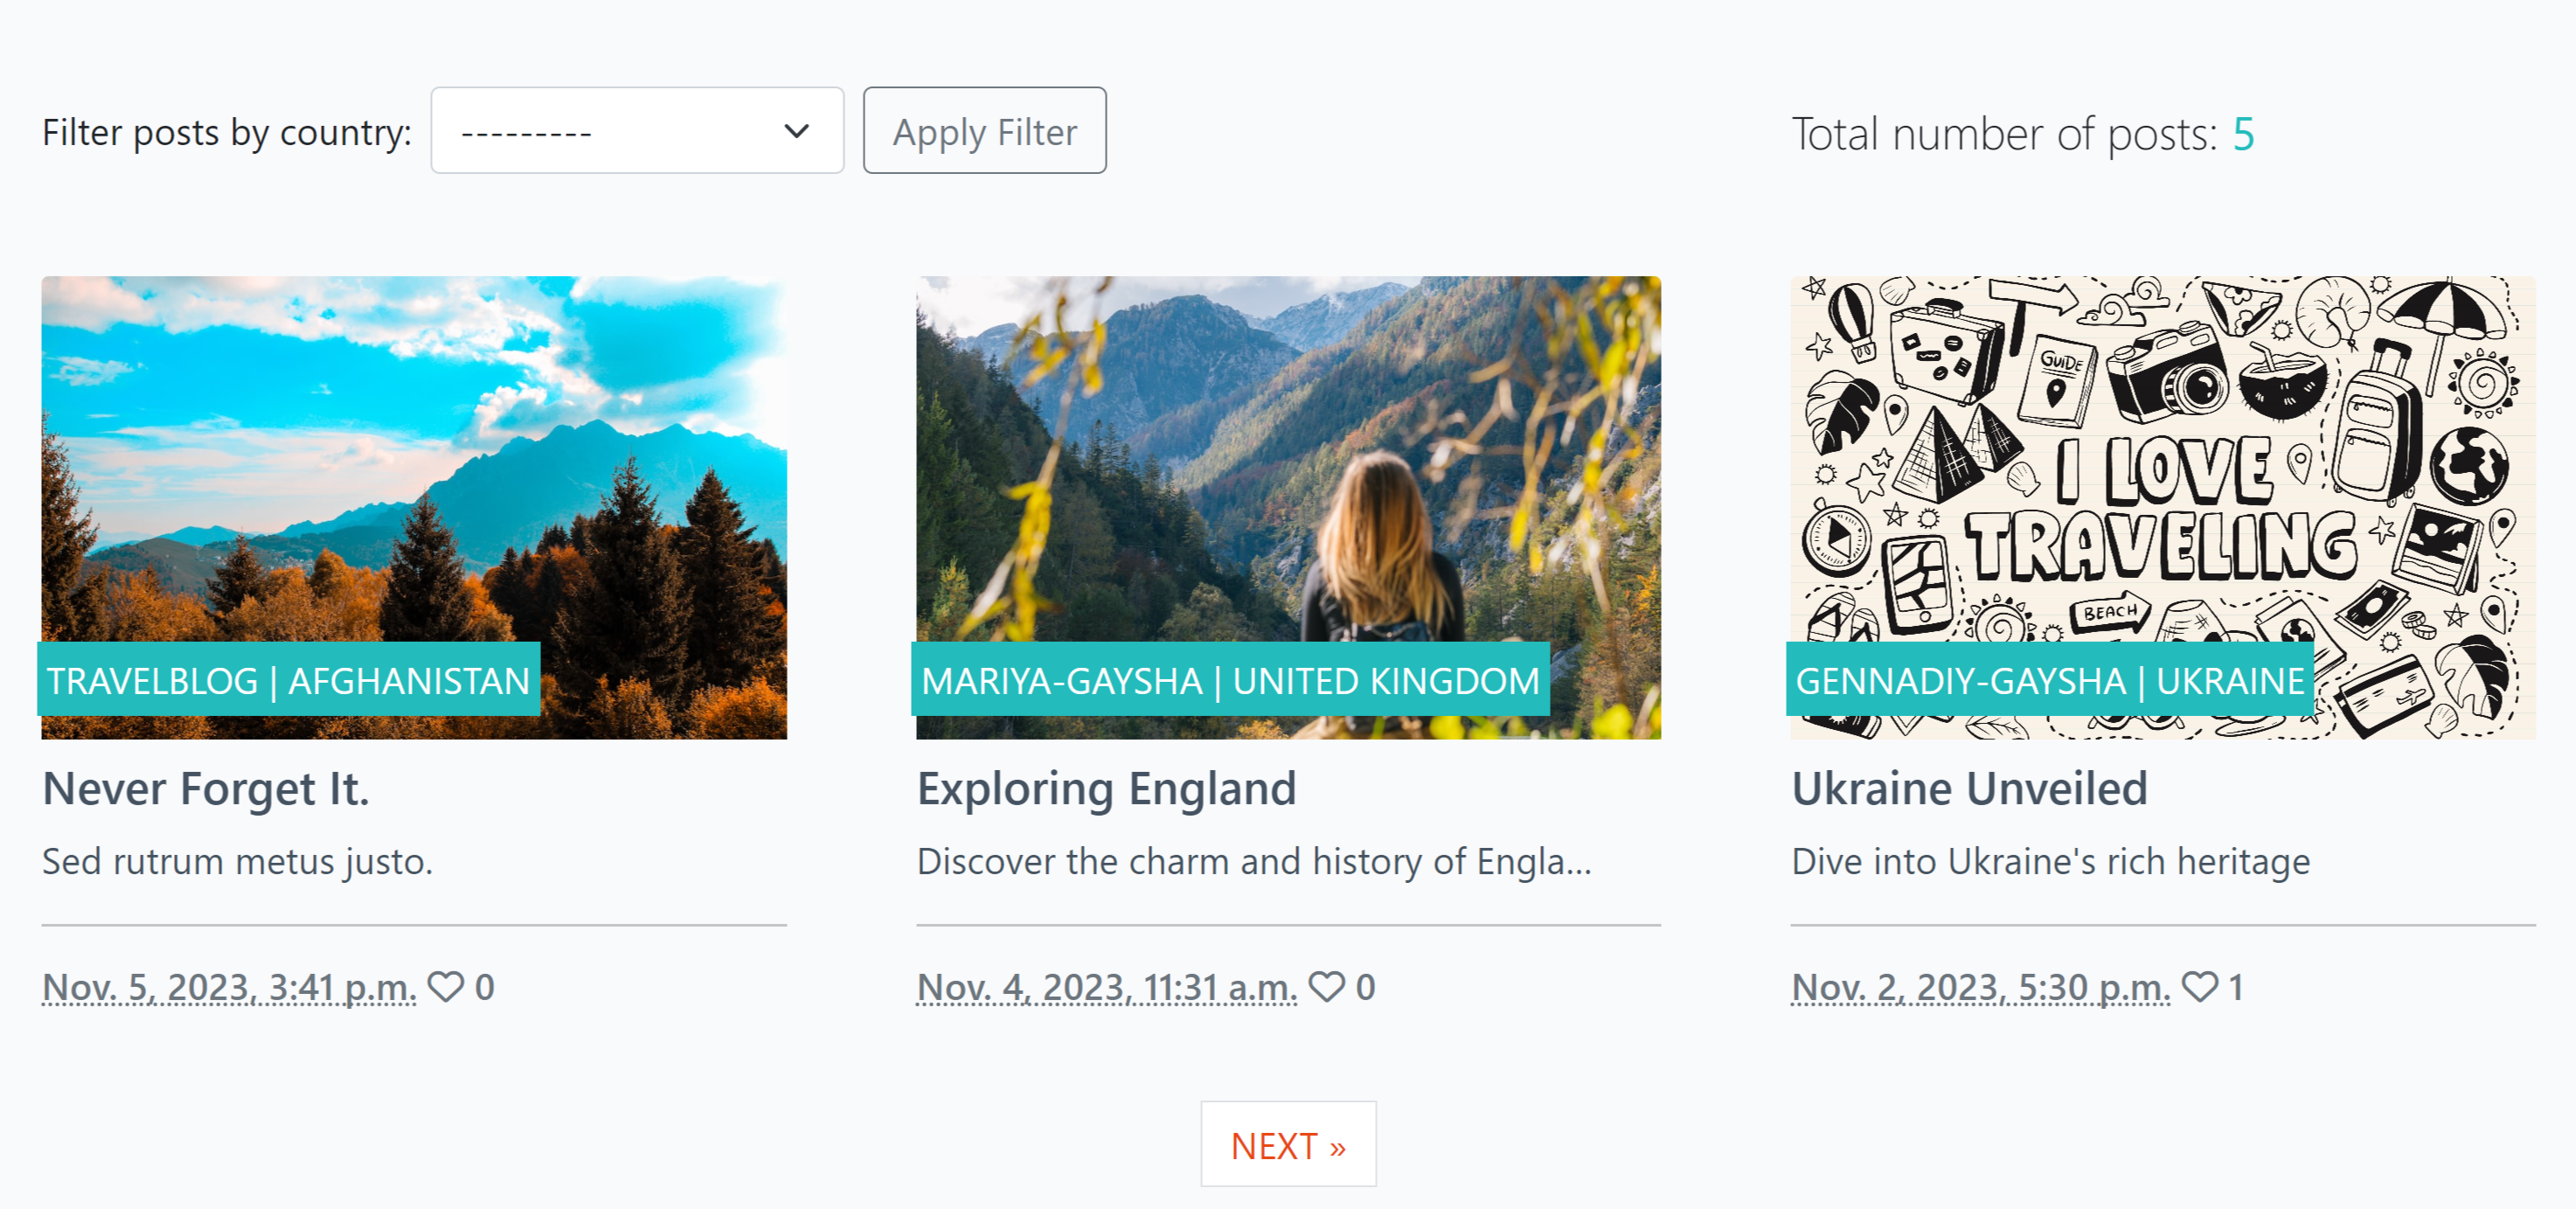 Filter posts by country: --------- Apply Filter Total number of posts: 5
GUIDE
I LOVE
TRAVELING
BEACH
TRAVELBLOG | AFGHANISTAN
MARIYA-GAYSHA | UNITED KINGDOM
GENNADIY-GAYSHA | UKRAINE
Never Forget It.
Exploring England
Ukraine Unveiled
Sed rutrum metus justo.
Discover the charm and history of Engla...
Dive into Ukraine's rich heritage
Nov. 5, 2023, 3:41 p.m. 0
Nov. 4, 2023, 11:31 a.m. 0
Nov. 2, 2023, 5:30 p.m. 1
NEXT »